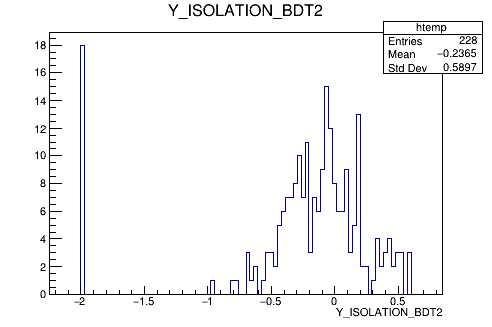 Y_ISOLATION_BDT2
htemp
Entries 228
Mean −0.2365
Std Dev 0.5897
18
16
14
12
10
8
6
4
2
0
−2 −1.5 −1 −0.5 0 0.5
Y_ISOLATION_BDT2